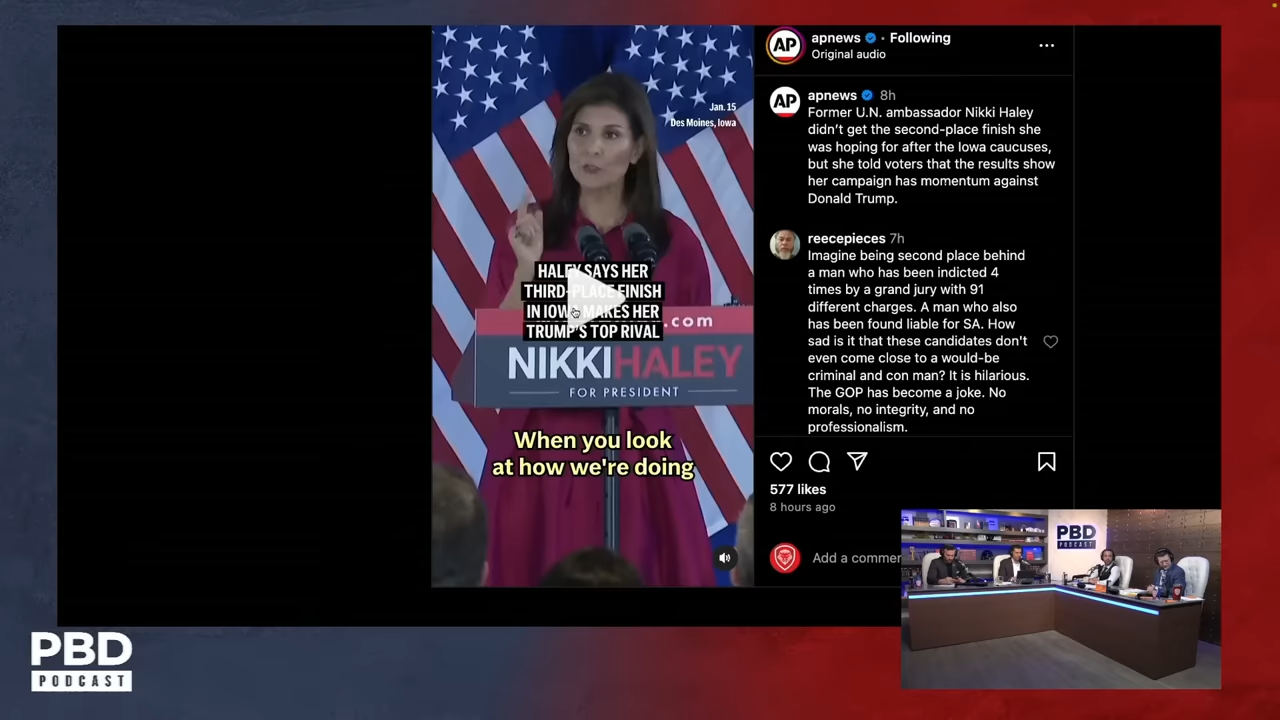 Jan. 15
Des Moines, Iowa
HALEY SAYS HER
THIRD-PLACE FINISH
IN IOWA MAKES HER
TRUMP'S TOP RIVAL
.com
NIKKI HALEY
FOR PRESIDENT
When you look
at how we're doing
AP
apnews • Following
Original audio
AP
apnews 8h
Former U.N. ambassador Nikki Haley
didn't get the second-place finish she
was hoping for after the Iowa caucuses,
but she told voters that the results show
her campaign has momentum against
Donald Trump.
reecepieces 7h
Imagine being second place behind
a man who has been indicted 4
times by a grand jury with 91
different charges. A man who also
has been found liable for SA. How
sad is it that these candidates don't
even come close to a would-be
criminal and con man? It is hilarious.
The GOP has become a joke. No
morals, no integrity, and no
professionalism.
577 likes
8 hours ago
Add a commen
PBD
PODCAST
PBD
PODCAST